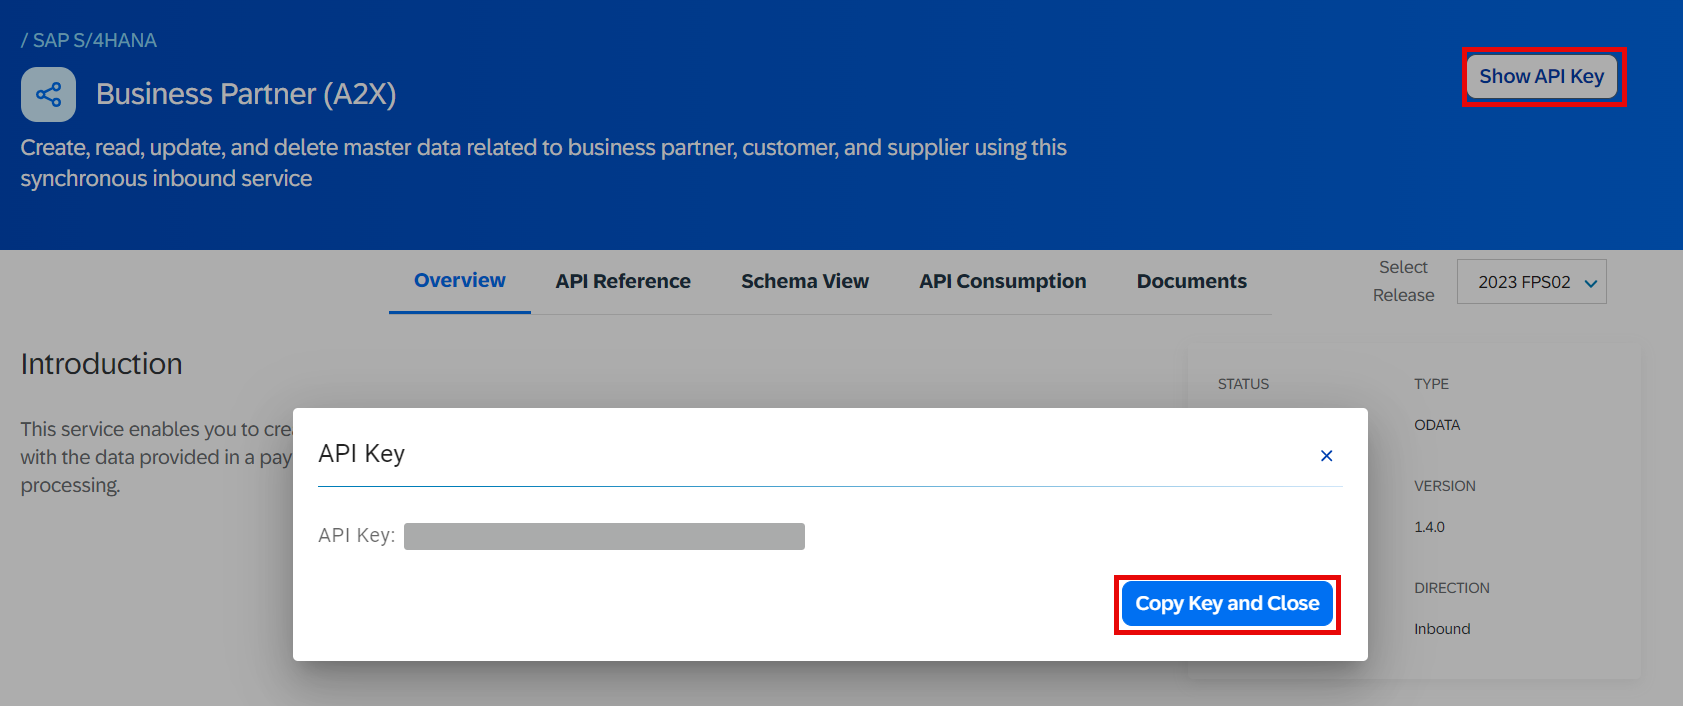 / SAP S/4HANA
Business Partner (A2X)
Show API Key
Create, read, update, and delete master data related to business partner, customer, and supplier using this
synchronous inbound service
Overview
API Reference
Schema View
API Consumption
Documents
Select
Release
2023 FPS02
Introduction
This service enables you to cre
with the data provided in a pay
processing.
STATUS
TYPE
ODATA
VERSION
1.4.0
DIRECTION
Inbound
API Key
×
API Key:
Copy Key and Close